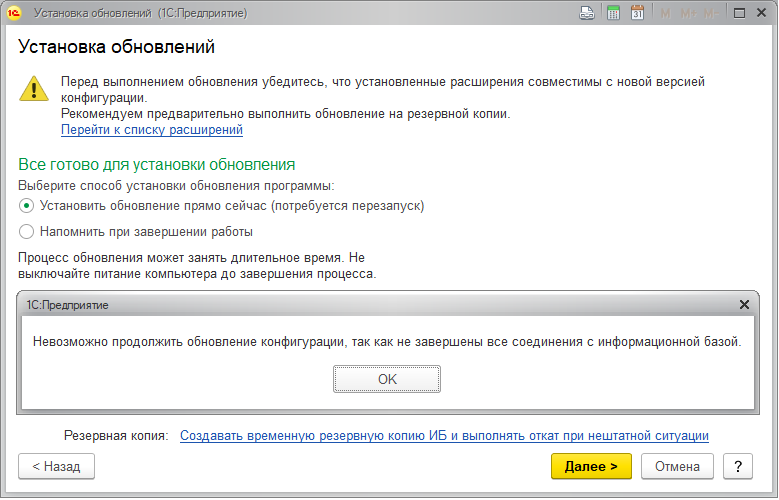 1С Установка обновлений (1С:Предприятие) 31 M M+ M-
Установка обновлений
Перед выполнением обновления убедитесь, что установленные расширения совместимы с новой версией
конфигурации.
Рекомендуем предварительно выполнить обновление на резервной копии.
Перейти к списку расширений
Все готово для установки обновления
Выберите способ установки обновления программы:
Установить обновление прямо сейчас (потребуется перезапуск)
Напомнить при завершении работы
Процесс обновления может занять длительное время. Не
выключайте питание компьютера до завершения процесса.
1С:Предприятие
Невозможно продолжить обновление конфигурации, так как не завершены все соединения с информационной базой.
OK
Резервная копия: Создавать временную резервную копию ИБ и выполнять откат при нештатной ситуации
< Назад Далее > Отмена ?